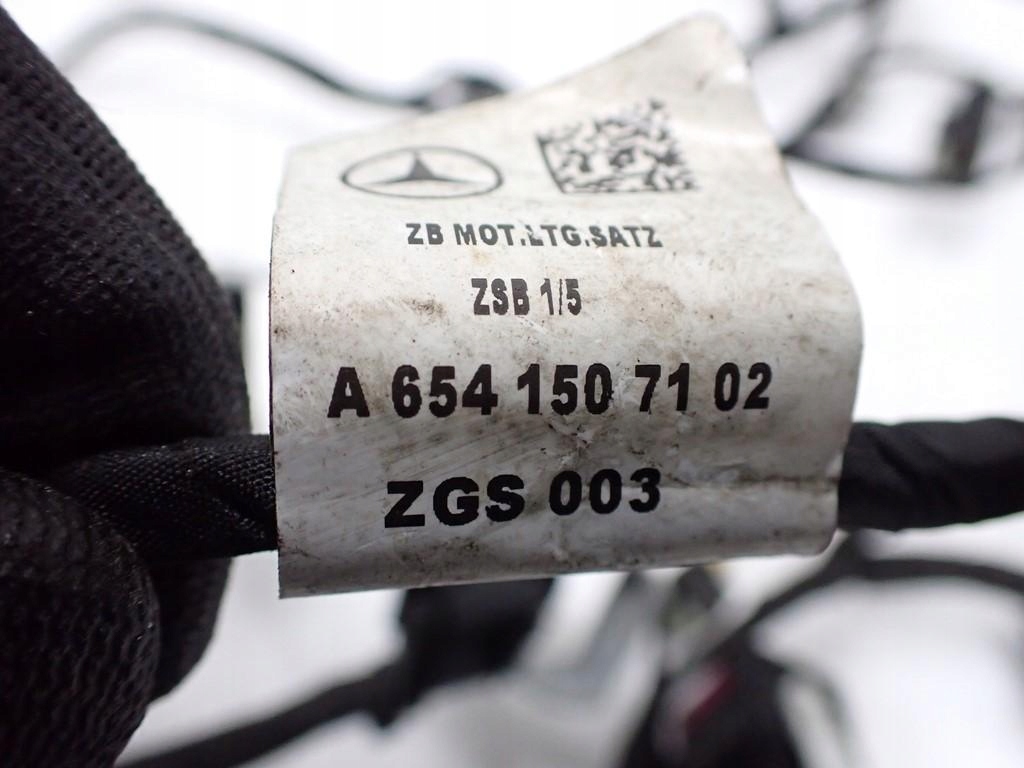 ZB MOT.LTG.SATZ
ZSB 1/5
A 654 150 71 02
ZGS 003